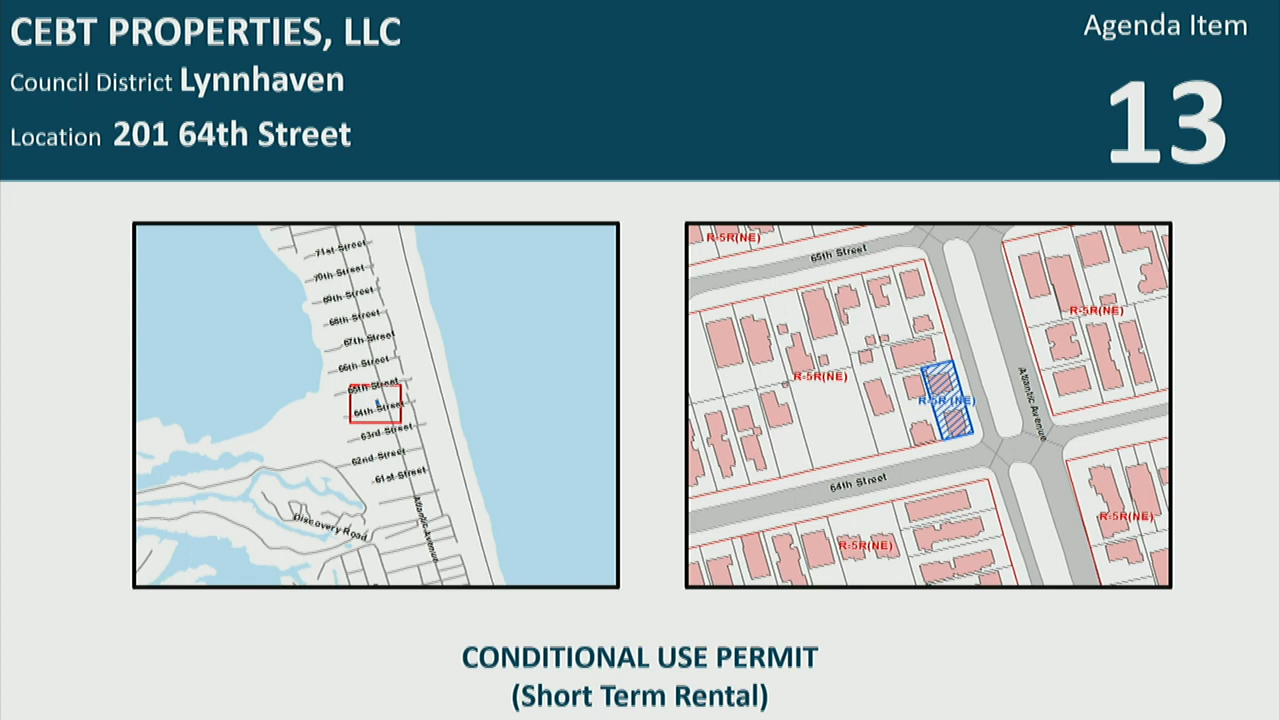 CEBT PROPERTIES, LLC
Council District Lynnhaven
Location 201 64th Street
Agenda Item
13
71st Street
70th Street
69th Street
68th Street
67th Street
66th Street
65th Street
64th Street
63rd Street
62nd Street
61st Street
Discovery Road
Atlantic Avenue
R-5R(NE)
65th Street
R-5R(NE)
R-5R(NE)
R-5R (NE)
Atlantic Avenue
64th Street
R-5R(NE)
R-5R(NE)
CONDITIONAL USE PERMIT
(Short Term Rental)